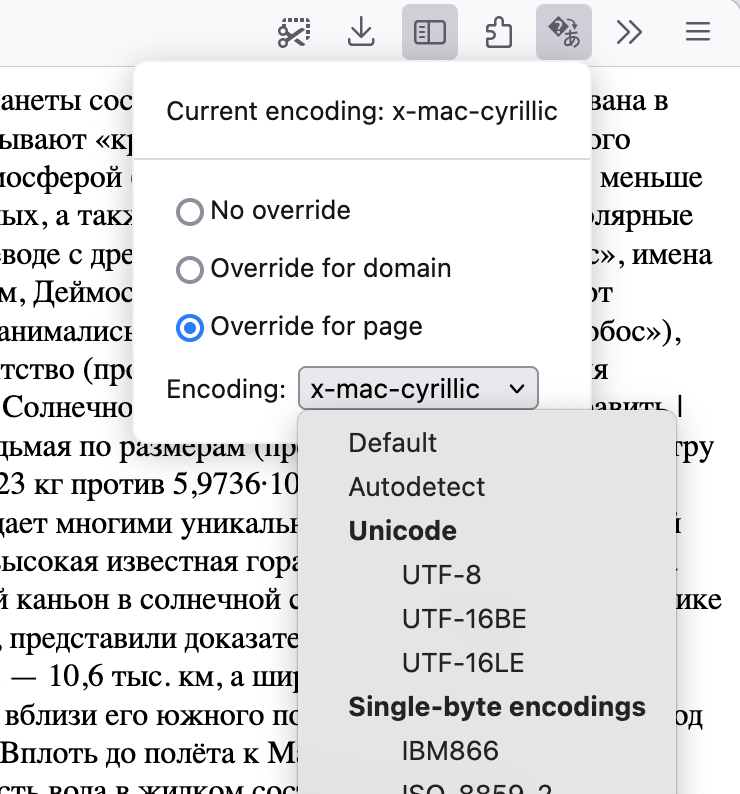 Current encoding: x-mac-cyrillic
No override
Override for domain
Override for page
Encoding: x-mac-cyrillic
Default
Autodetect
Unicode
UTF-8
UTF-16BE
UTF-16LE
Single-byte encodings
IBM866
ISO-8859-2
анеты сос вана в
ывают «кр ого
мосферой меньше
ых, а такж олярные
еводе с дре с», имена
м, Деймос от
анимались обос»),
тство (про я
Солнечно авить |
дьмая по размерам (пр тру
23 кг против 5,9736·10
дает многими уникальн й
высокая известная гора
й каньон в солнечной с ике
, представили доказате
— 10,6 тыс. км, а шир
вблизи его южного по од
Вплоть до полёта к Ма
сть вода в жидком сос